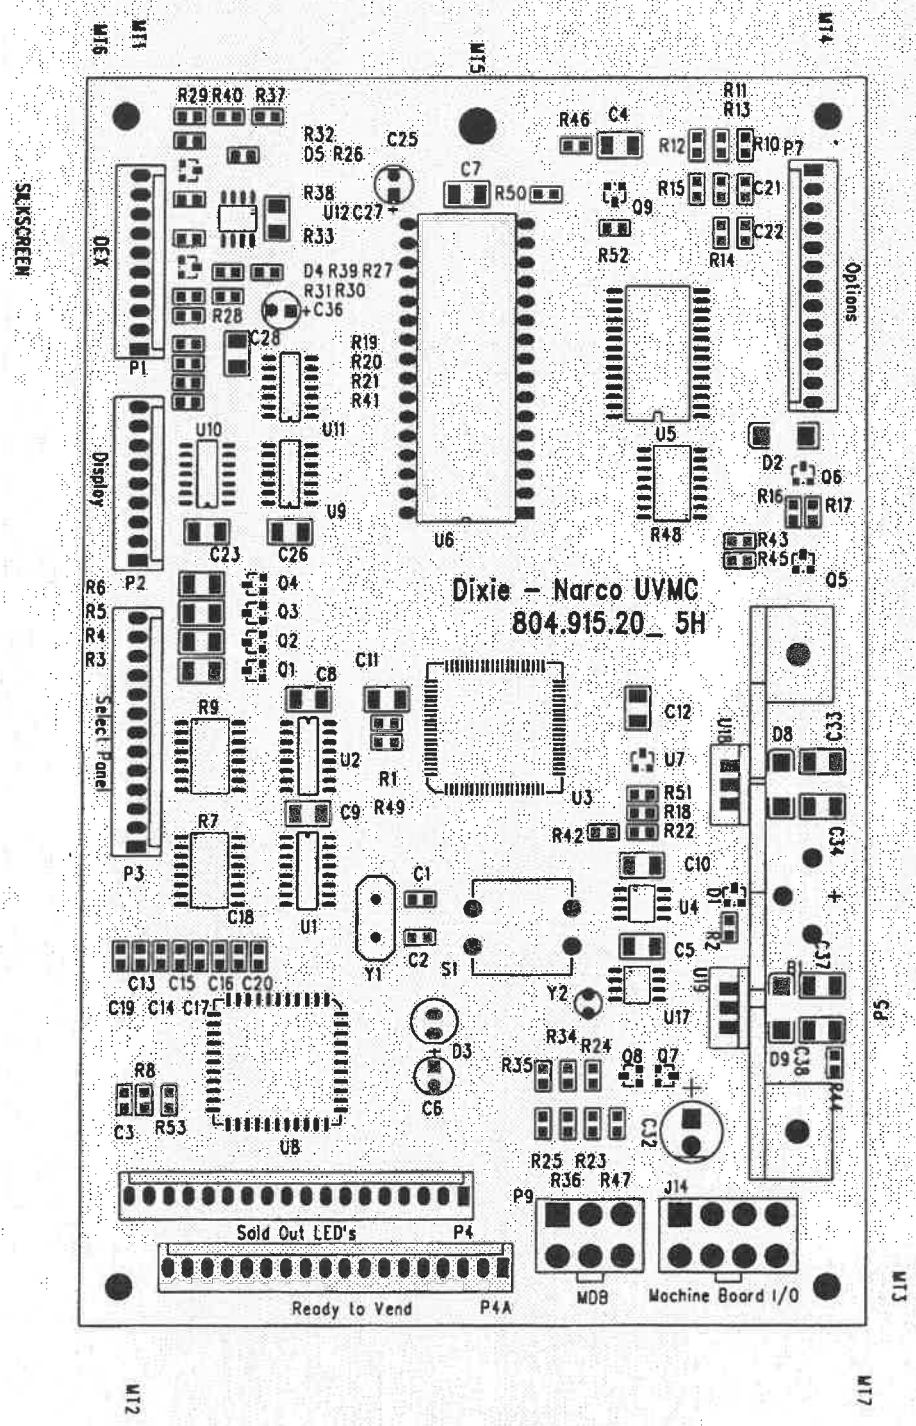 MT6
MT1
MT5
MT4
SILKSCREEN
R29 R40 R37
R32
D5 R26
C25
R46
C4
R11
R13
R12
R10 P7
C7
R50
R38
U12 C27
R33
Q9
R15
C21
DEX
R52
R14
C22
D4 R39 R27
R31 R30
R28
+ C36
Options
C28
P1
R19
R20
R21
R41
U10
U11
U5
D2
Display
Q6
R16
R17
U9
U6
R48
C23
C26
R43
R45
P2
Q5
R6
Q4
Dixie - Narco UVMC
R5
Q3
804.915.20_ 5H
R4
Q2
R3
Q1
C8
C11
Select Panel
R9
C12
U18
D8
C33
U2
R1
U7
U3
R51
R49
R18
C9
R7
R42
R22
C34
P3
C10
C1
D1
+
C18
U1
U4
R2
C5
C37
C13
C15
C16
C20
Y1
C2
S1
U19
B1
Y2
C19
C14
C17
U17
P5
+
D3
R34
R24
R35
Q8
Q7
D9
C38
R44
R8
C6
+
C3
R53
U8
C32
R25
R23
R36
R47
P9
J14
Sold Out LED's
P4
Ready to Vend
P4A
MDB
Machine Board I/O
MT3
MT2
MT7